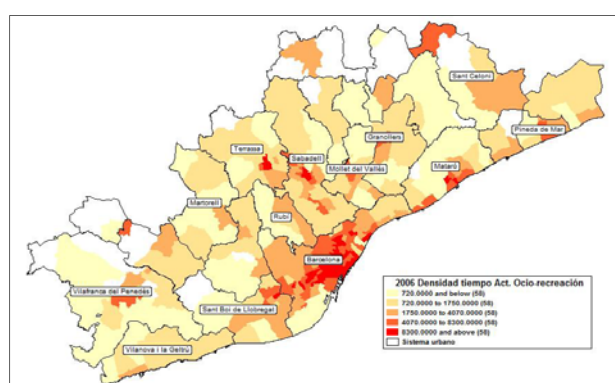 Sant Celoni
Pineda de Mar
Granollers
Terrassa
Sabadell
Mollet del Vallés
Mataró
Martorell
Rubí
Barcelona
Vilafranca del Penedés
Sant Boi de Llobregat
Vilanova i la Geltrú
2006 Densidad tiempo Act. Ocio-recreación
720.0000 and below (58)
720.0000 to 1750.0000 (58)
1750.0000 to 4070.0000 (58)
4070.0000 to 8300.0000 (58)
8300.0000 and above (58)
Sistema urbano